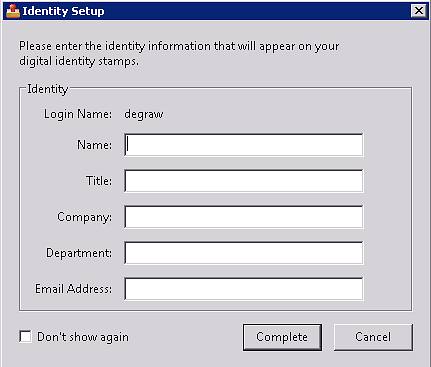 Identity Setup
Please enter the identity information that will appear on your
digital identity stamps.
Identity
Login Name: degraw
Name:
Title:
Company:
Department:
Email Address:
Don't show again
Complete
Cancel